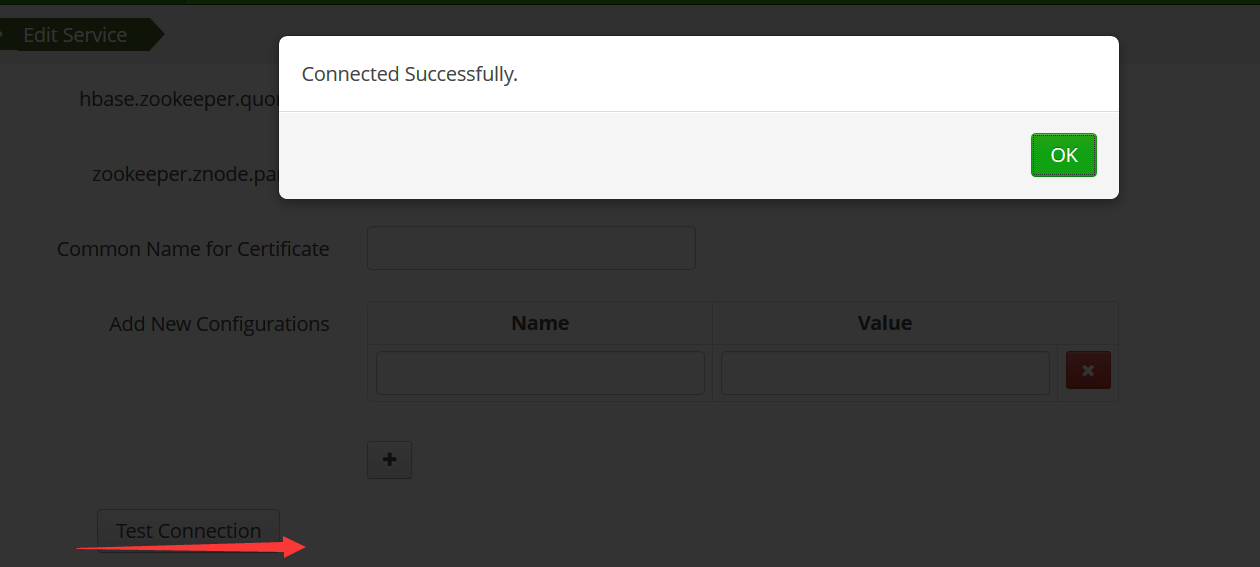 Edit Service
Connected Successfully.
OK
hbase.zookeeper.quor
zookeeper.znode.pa
Common Name for Certificate
Add New Configurations
Name Value
Test Connection